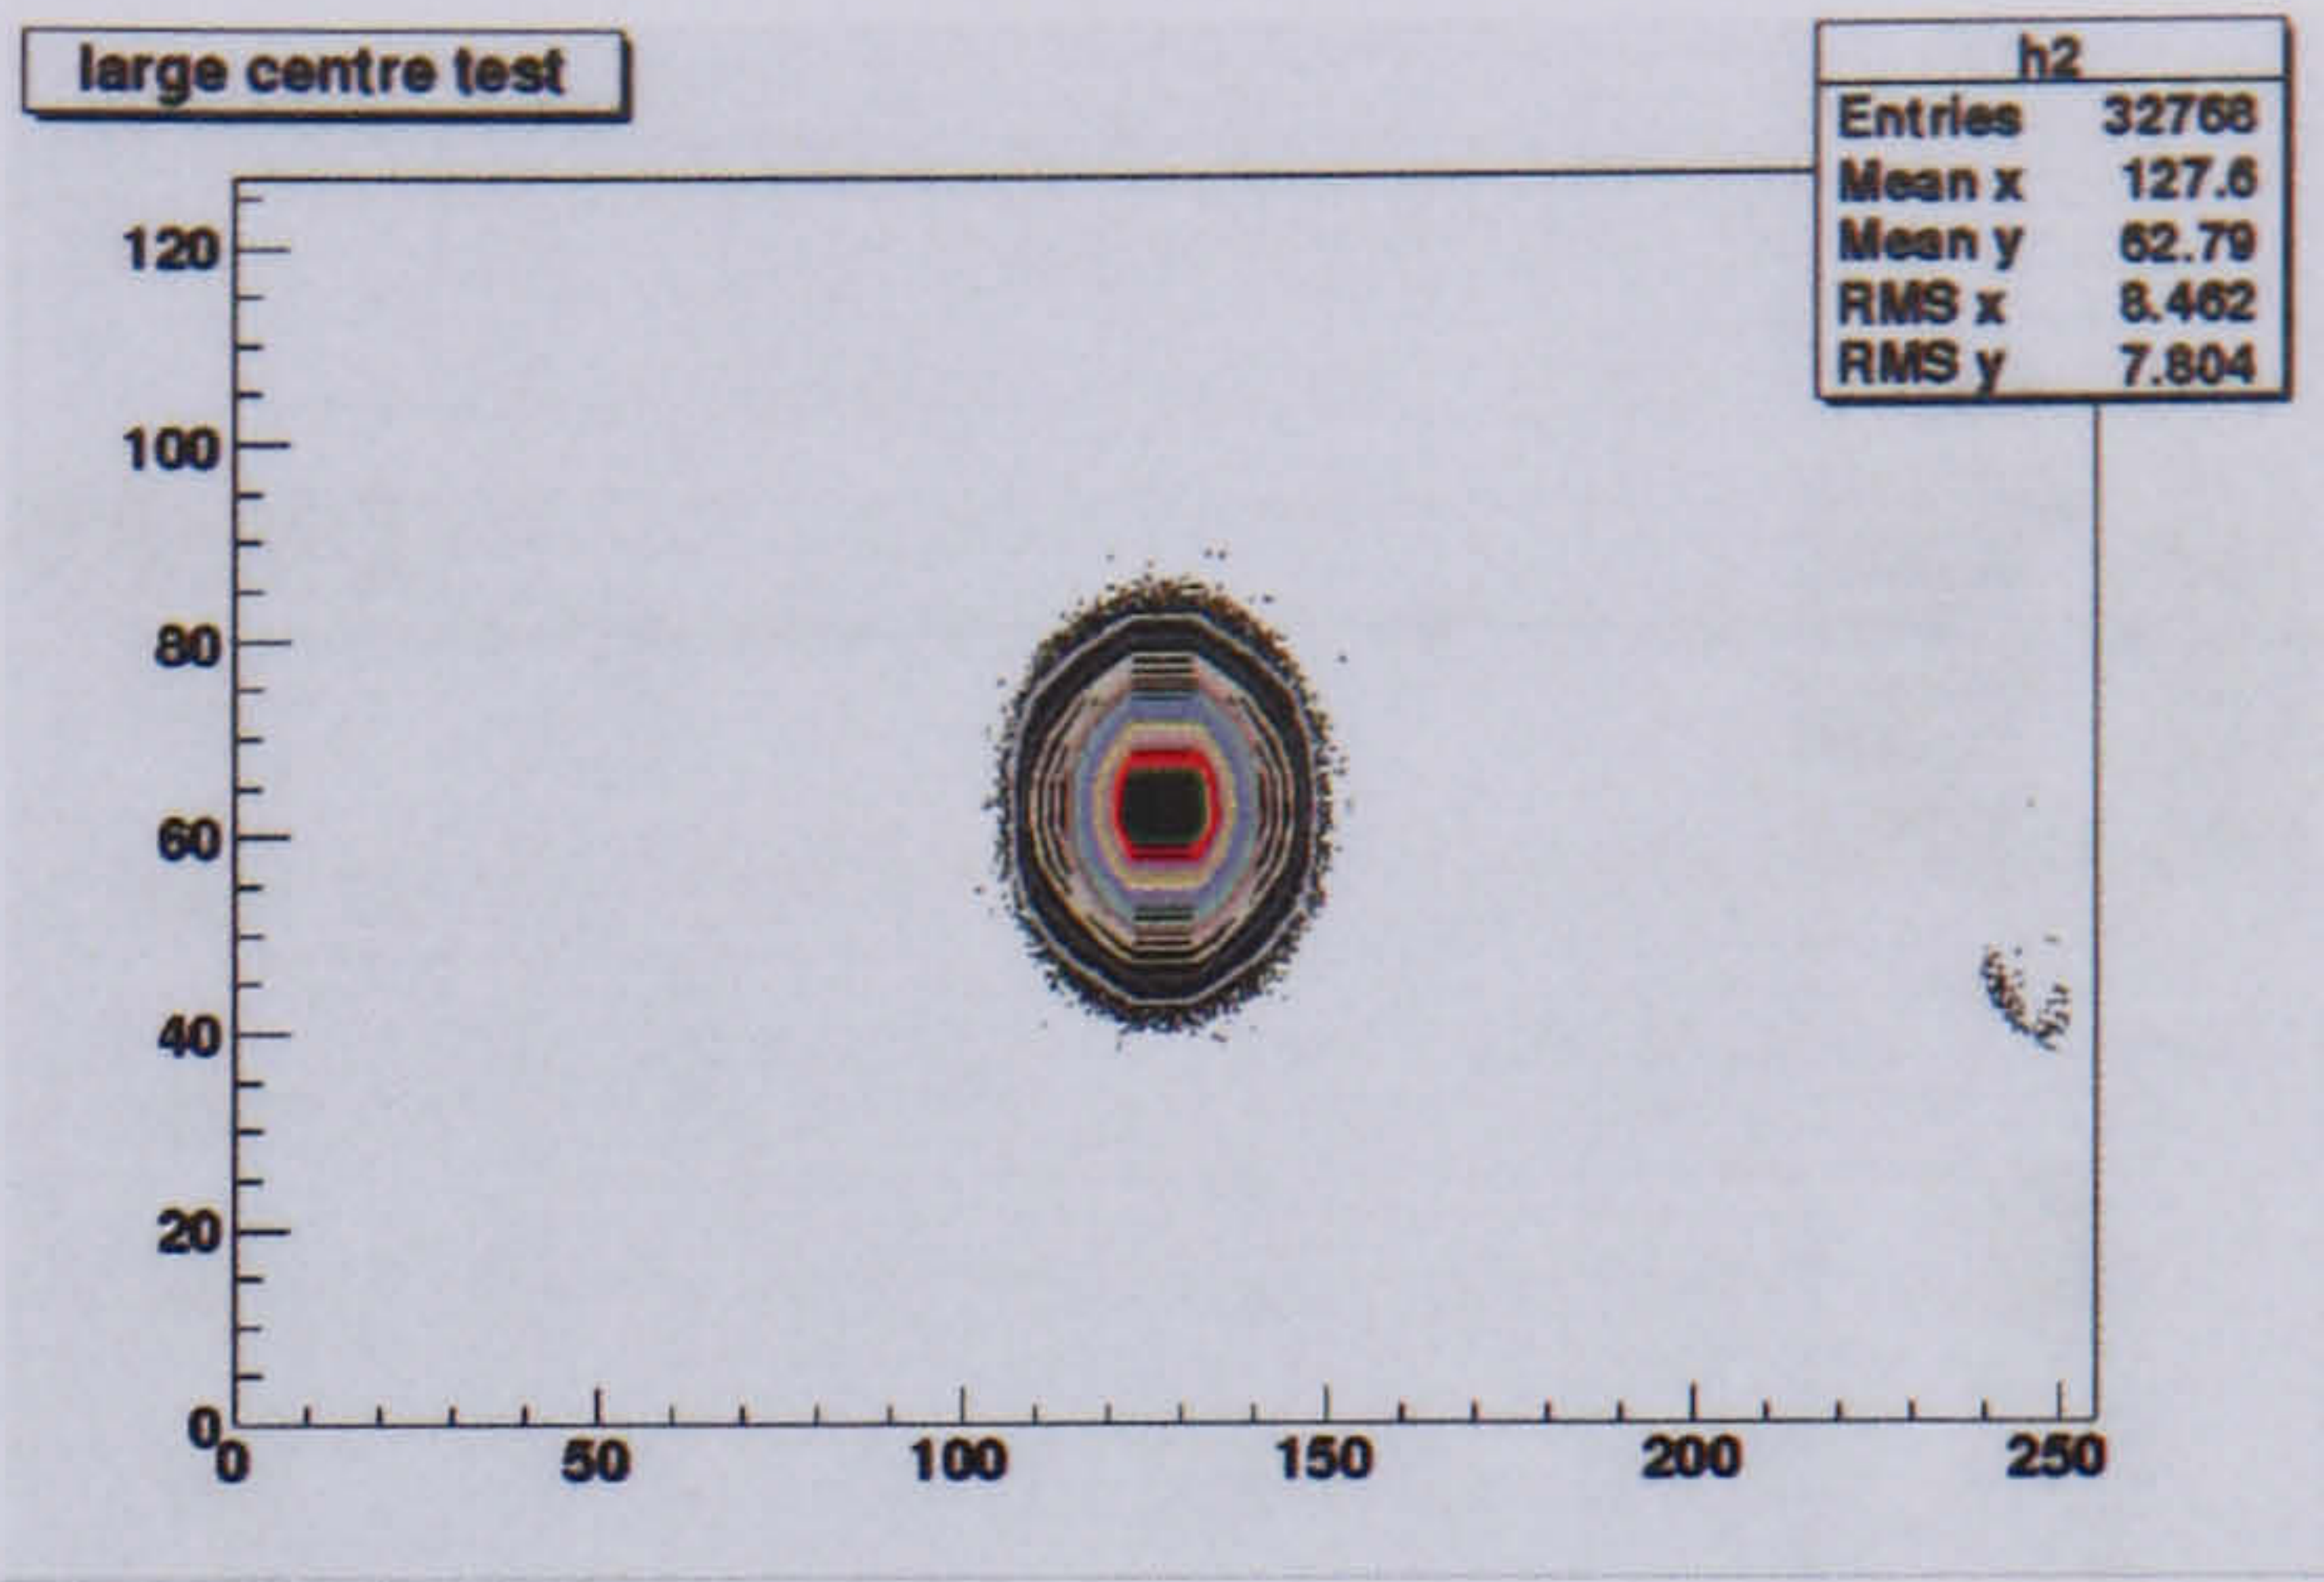 large centre test
h2
Entries 32768
Mean x 127.6
Mean y 62.79
RMS x 8.462
RMS y 7.804
120
100
80
60
40
20
0
0 50 100 150 200 250